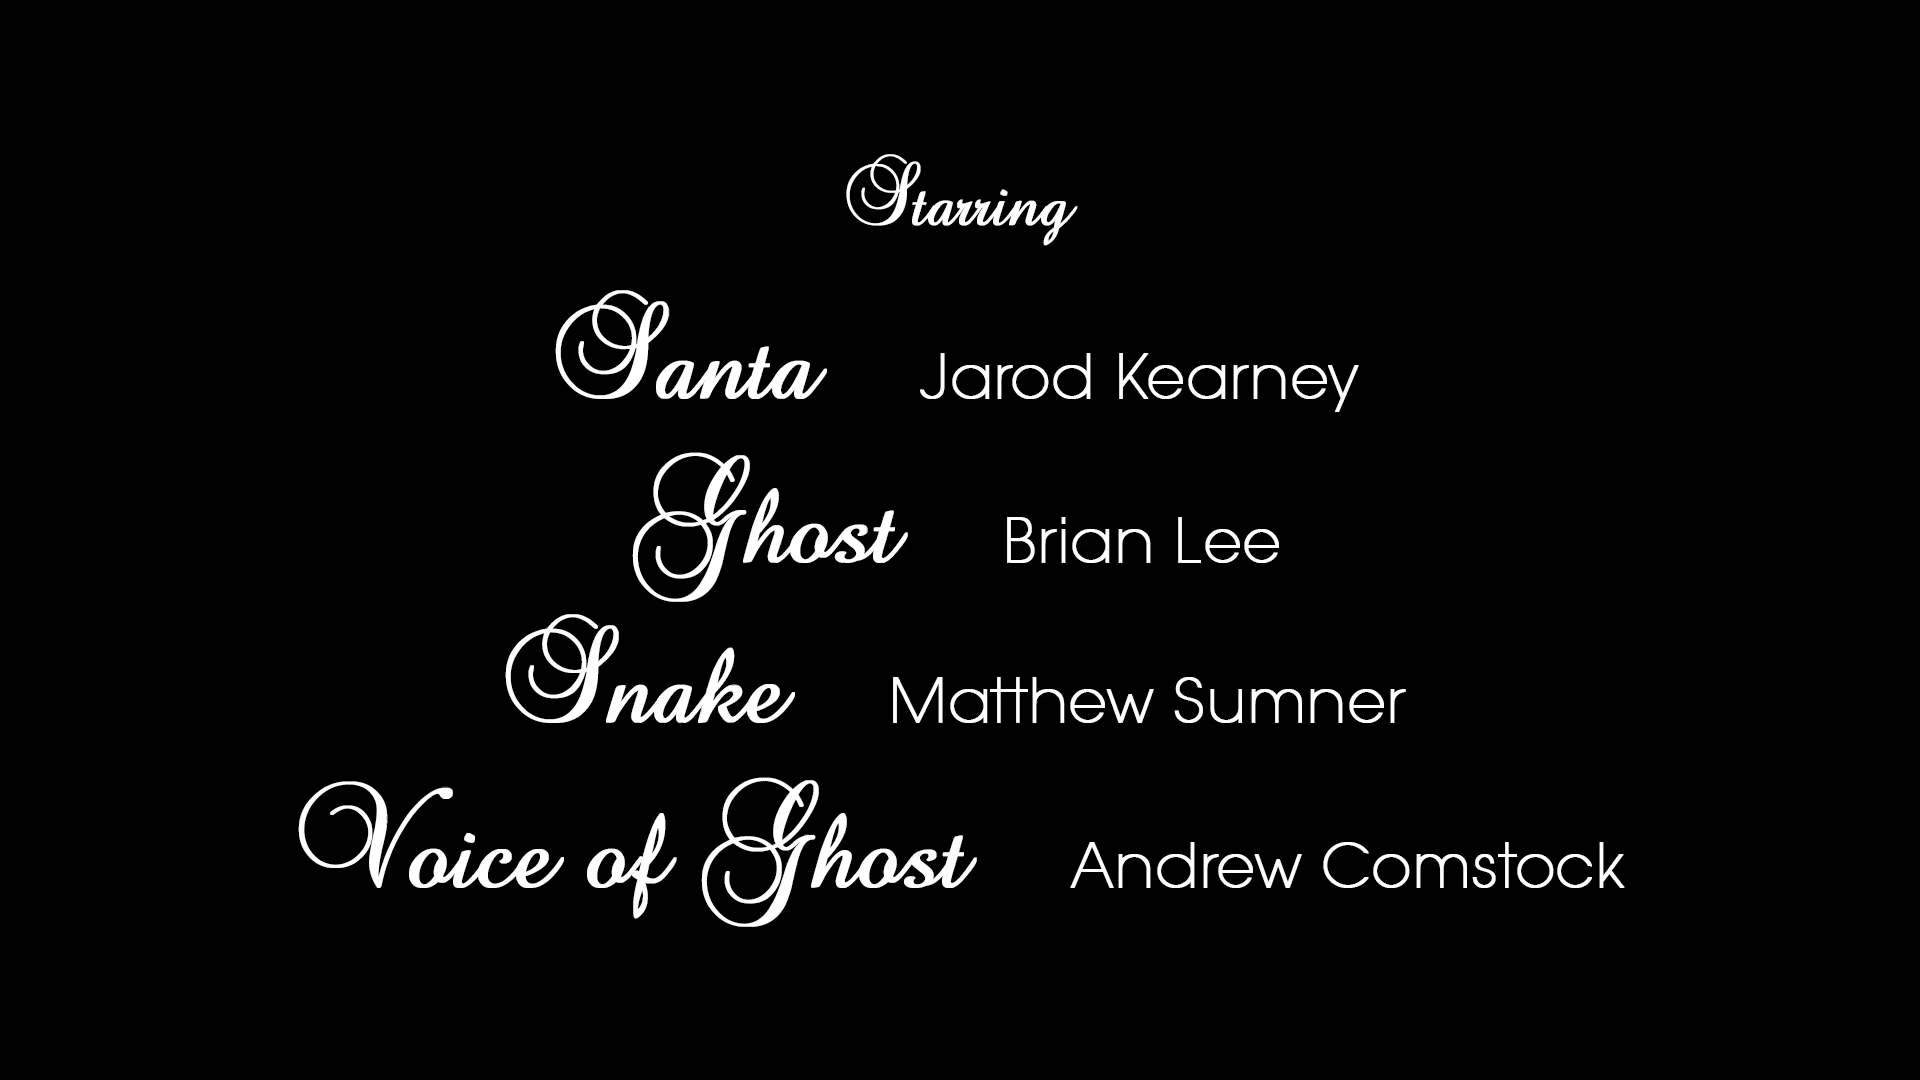 Starring
Santa Jarod Kearney
Ghost Brian Lee
Snake Matthew Sumner
Voice of Ghost Andrew Comstock